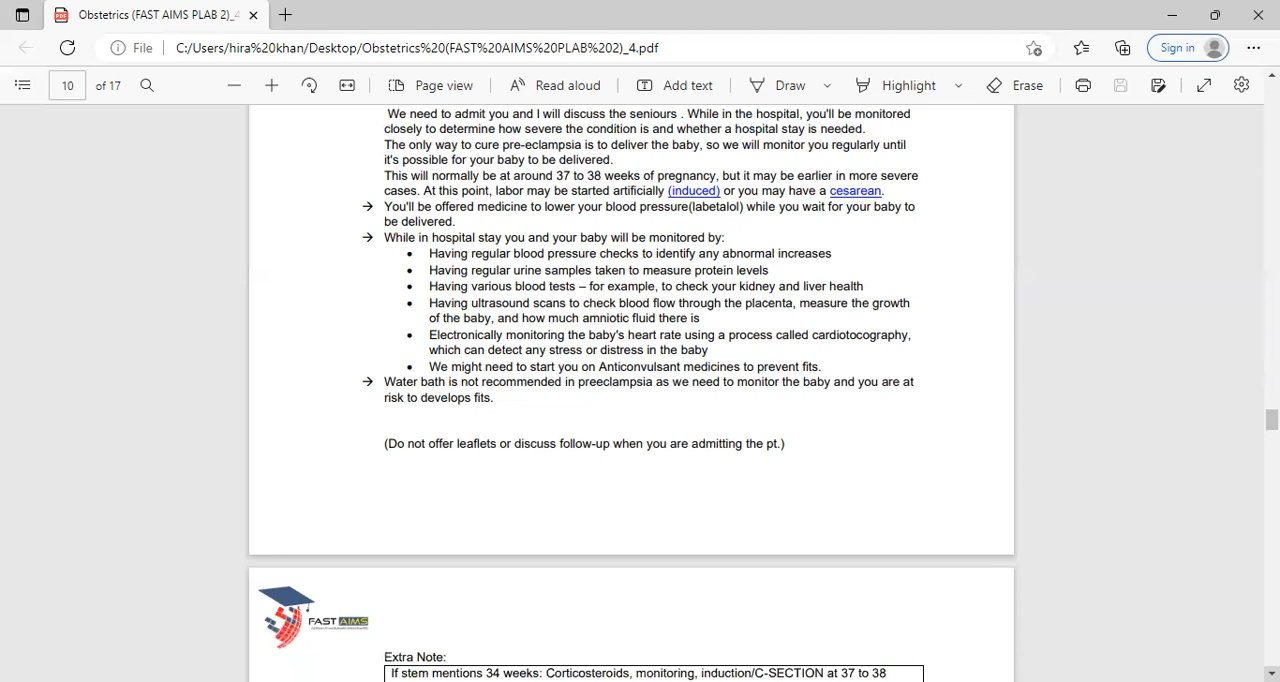 Obstetrics (FAST AIMS PLAB 2)_4
File C:/Users/hira%20khan/Desktop/Obstetrics%20(FAST%20AIMS%20PLAB%202)_4.pdf Sign in
10 of 17 Page view Read aloud Add text Draw Highlight Erase
We need to admit you and I will discuss the seniours . While in the hospital, you'll be monitored
closely to determine how severe the condition is and whether a hospital stay is needed.
The only way to cure pre-eclampsia is to deliver the baby, so we will monitor you regularly until
it's possible for your baby to be delivered.
This will normally be at around 37 to 38 weeks of pregnancy, but it may be earlier in more severe
cases. At this point, labor may be started artificially (induced) or you may have a cesarean.
→ You'll be offered medicine to lower your blood pressure(labetalol) while you wait for your baby to
be delivered.
→ While in hospital stay you and your baby will be monitored by:
• Having regular blood pressure checks to identify any abnormal increases
• Having regular urine samples taken to measure protein levels
• Having various blood tests – for example, to check your kidney and liver health
• Having ultrasound scans to check blood flow through the placenta, measure the growth
of the baby, and how much amniotic fluid there is
• Electronically monitoring the baby's heart rate using a process called cardiotocography,
which can detect any stress or distress in the baby
• We might need to start you on Anticonvulsant medicines to prevent fits.
→ Water bath is not recommended in preeclampsia as we need to monitor the baby and you are at
risk to develops fits.
(Do not offer leaflets or discuss follow-up when you are admitting the pt.)
FAST AIMS
Extra Note:
If stem mentions 34 weeks: Corticosteroids, monitoring, induction/C-SECTION at 37 to 38